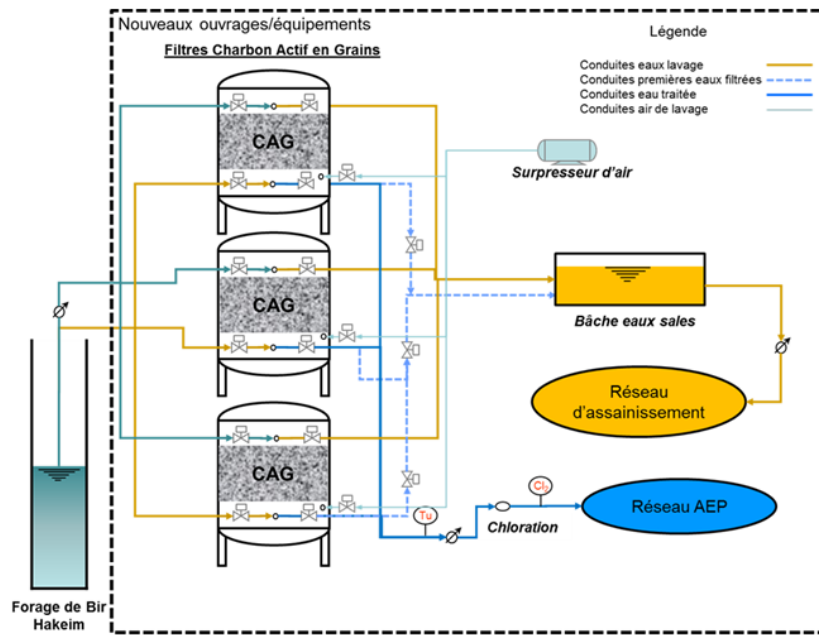 Nouveaux ouvrages/équipements
Filtres Charbon Actif en Grains
Légende
Conduites eaux lavage
Conduites premières eaux filtrées
Conduites eau traitée
Conduites air de lavage
CAG
Surpresseur d'air
CAG
Bâche eaux sales
Réseau
d'assainissement
CAG
Cl₂
Tu
Réseau AEP
Chloration
Forage de Bir
Hakeim